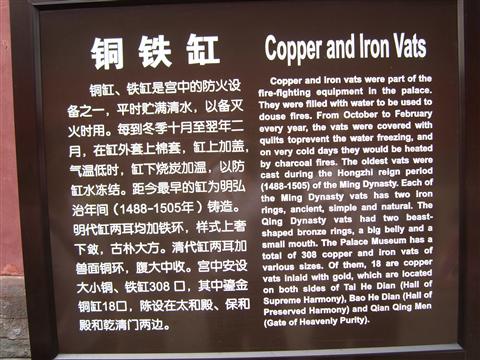 铜铁缸
铜缸、铁缸是宫中的防火设
备之一，平时贮满清水，以备灭
火时用。每到冬季十月至翌年二
月，在缸外套上棉套，缸上加盖，
气温低时，缸下烧炭加温，以防
缸水冻结。距今最早的缸为明弘
治年间（1488-1505年）铸造。
明代缸两耳均加铁环，样式上奢
下敛，古朴大方。清代缸两耳加
兽面铜环，腹大中收。宫中安设
大小铜、铁缸308口，其中鎏金
铜缸18口，陈设在太和殿、保和
殿和乾清门两边。
Copper and Iron Vats
Copper and iron vats were part of the
fire-fighting equipment in the palace.
They were filled with water to be used to
douse fires. From October to February
every year, the vats were covered with
quilts toprevent the water freezing, and
on very cold days they would be heated
by charcoal fires. The oldest vats were
cast during the Hongzhi reign period
(1488-1505) of the Ming Dynasty. Each of
the Ming Dynasty vats has two iron
rings, ancient, simple and natural. The
Qing Dynasty vats had two beast-
shaped bronze rings, a big belly and a
small mouth. The Palace Museum has a
total of 308 copper and iron vats of
various sizes. Of them, 18 are copper
vats inlaid with gold, which are located
on both sides of Tai He Dian (Hall of
Supreme Harmony), Bao He Dian (Hall of
Preserved Harmony) and Qian Qing Men
(Gate of Heavenly Purity).